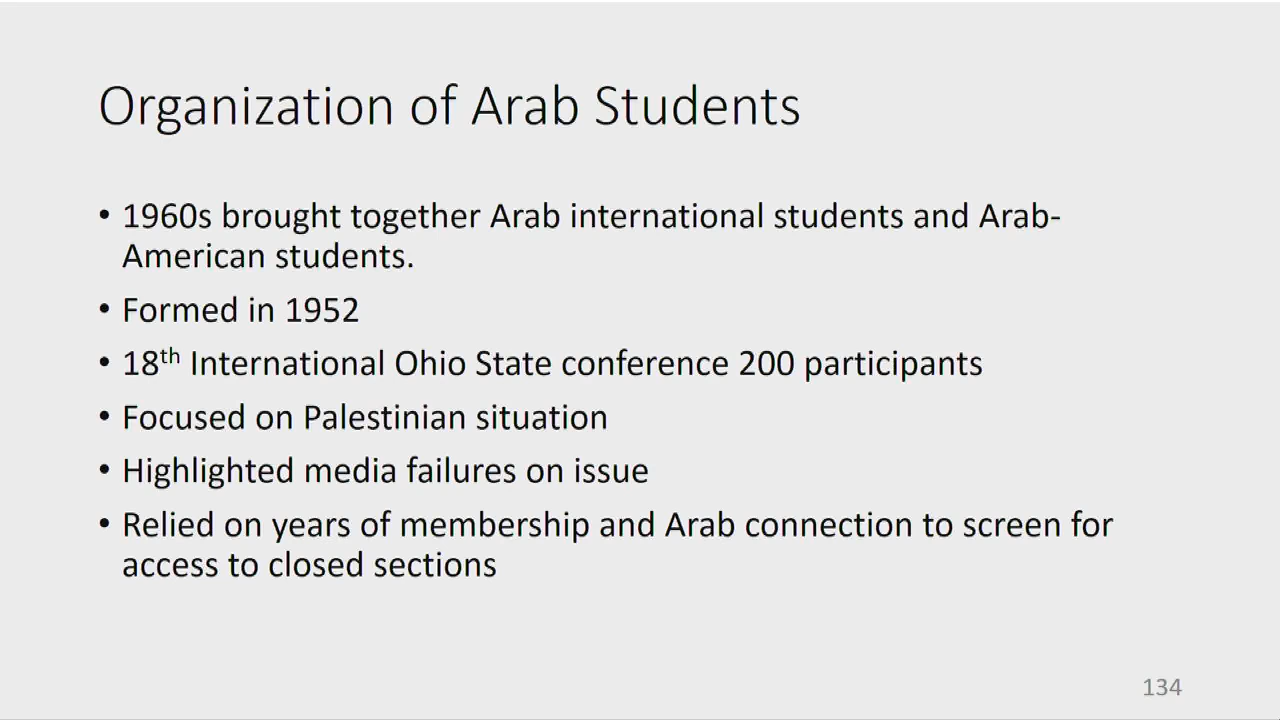 Organization of Arab Students
• 1960s brought together Arab international students and Arab-
American students.
• Formed in 1952
• 18th International Ohio State conference 200 participants
• Focused on Palestinian situation
• Highlighted media failures on issue
• Relied on years of membership and Arab connection to screen for
access to closed sections
134